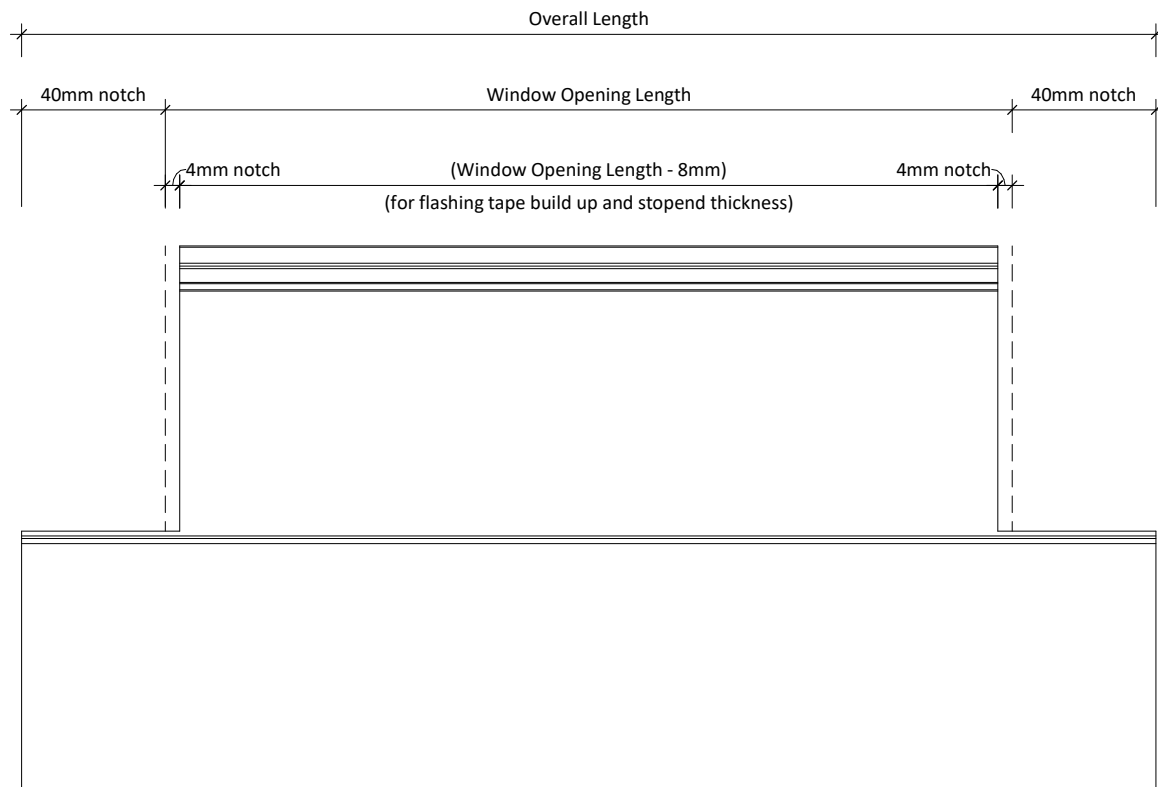 Overall Length
40mm notch
Window Opening Length
40mm notch
4mm notch
(Window Opening Length - 8mm)
4mm notch
(for flashing tape build up and stopend thickness)